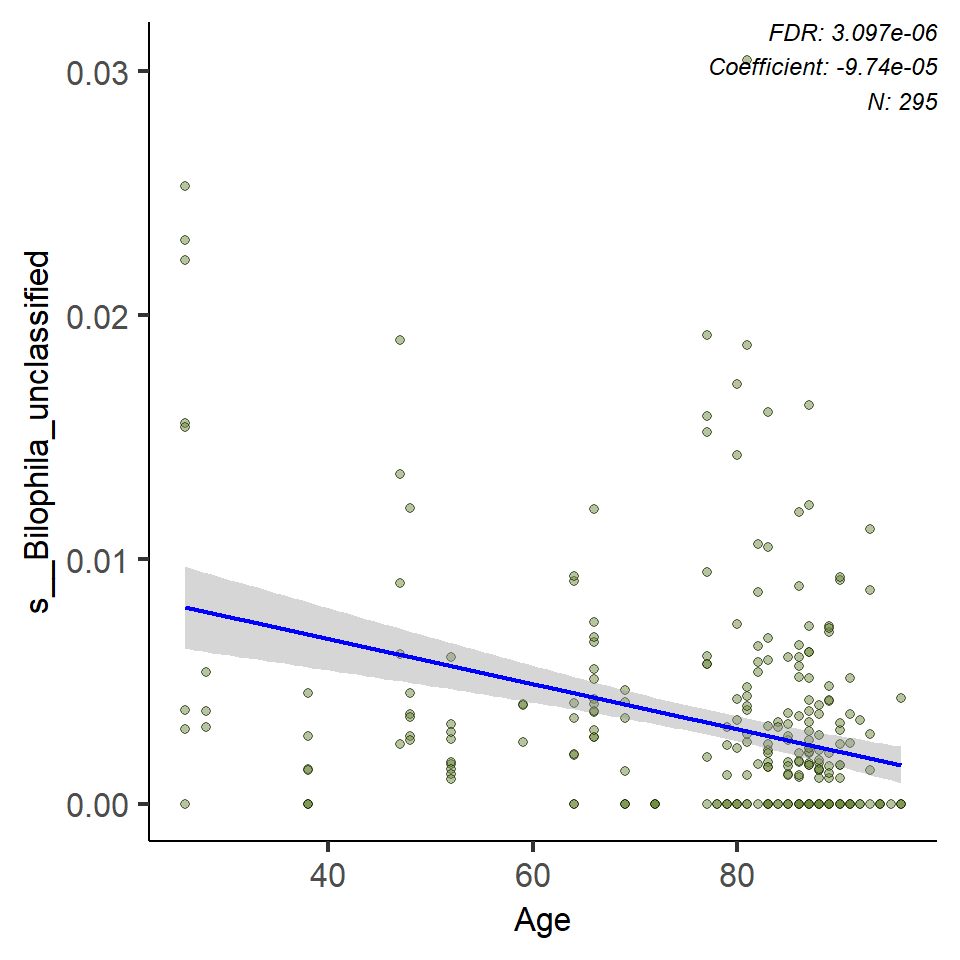 FDR: 3.097e-06
Coefficient: -9.74e-05
N: 295
s__Bilophila_unclassified
0.03
0.02
0.01
0.00
40 60 80
Age